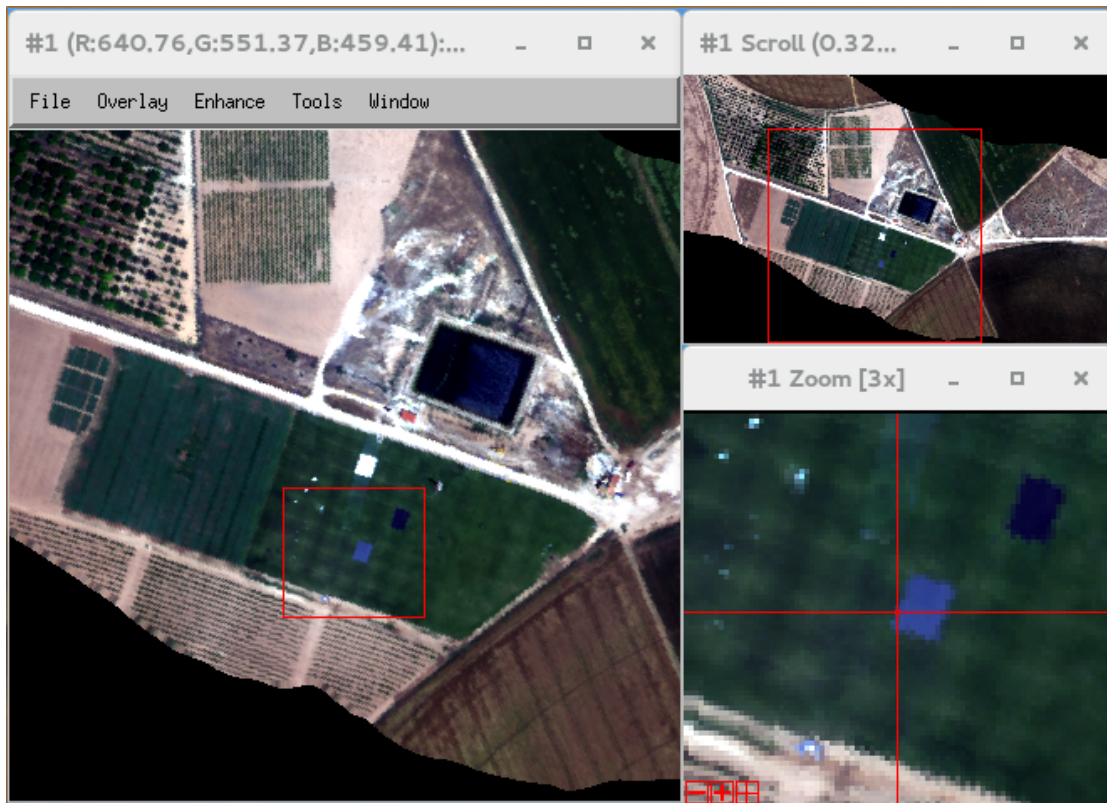 #1 (R:640.76,G:551.37,B:459.41):...
File Overlay Enhance Tools Window
#1 Scroll (0.32...
#1 Zoom [3x]